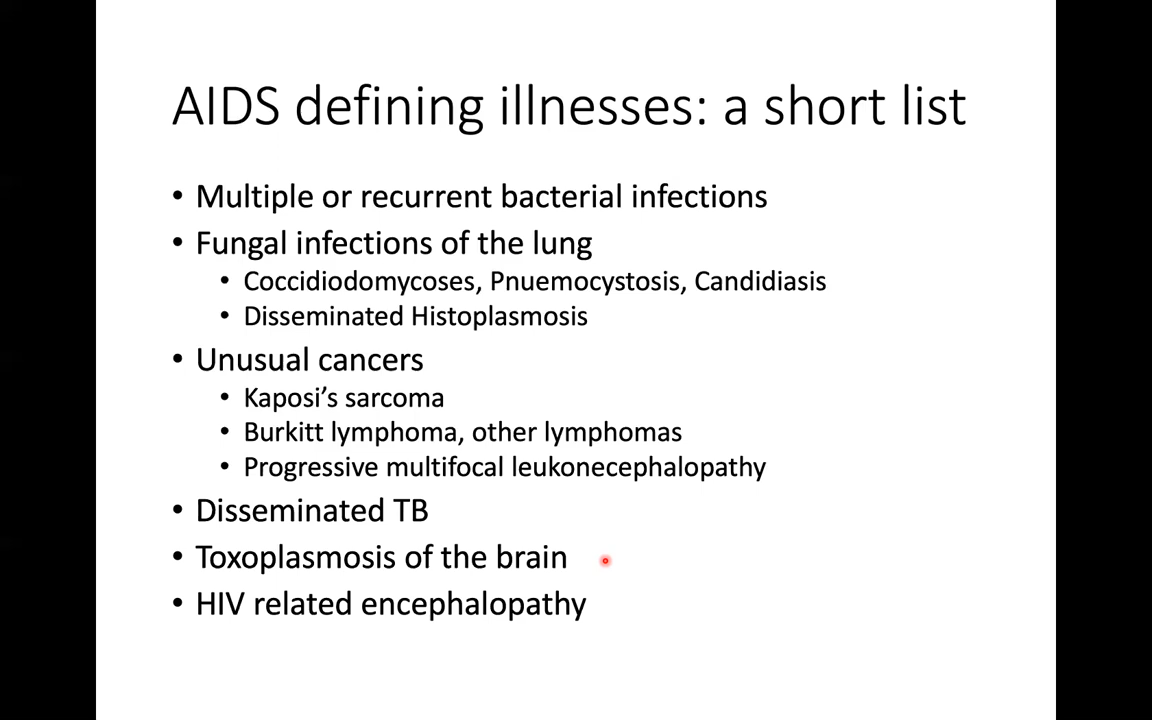 AIDS defining illnesses: a short list
• Multiple or recurrent bacterial infections
• Fungal infections of the lung
• Coccidiodomycoses, Pnuemocystosis, Candidiasis
• Disseminated Histoplasmosis
• Unusual cancers
• Kaposi’s sarcoma
• Burkitt lymphoma, other lymphomas
• Progressive multifocal leukonecephalopathy
• Disseminated TB
• Toxoplasmosis of the brain
• HIV related encephalopathy